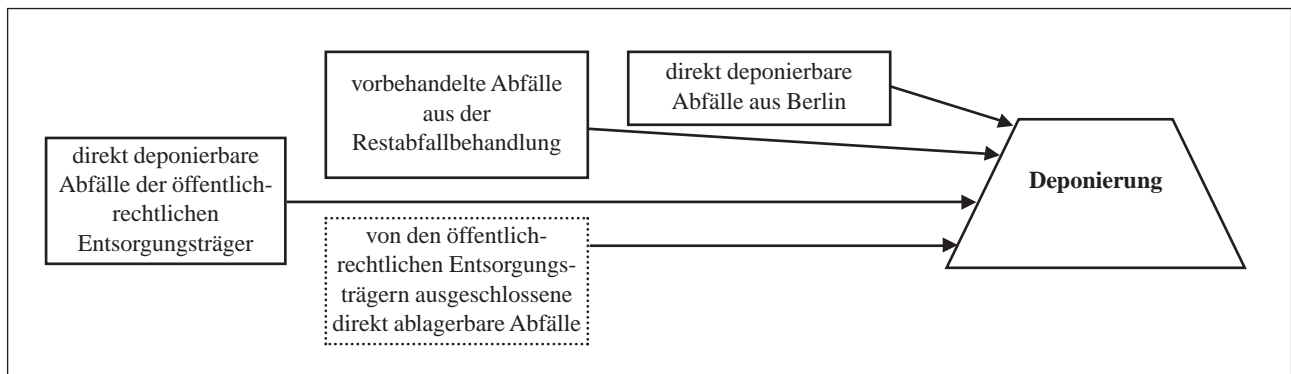 direkt deponierbare
Abfälle der öffentlich-
rechtlichen
Entsorgungsträger
vorbehandelte Abfälle
aus der
Restabfallbehandlung
direkt deponierbare
Abfälle aus Berlin
von den öffentlich-
rechtlichen Entsorgungs-
trägern ausgeschlossene
direkt ablagerbare Abfälle
Deponierung